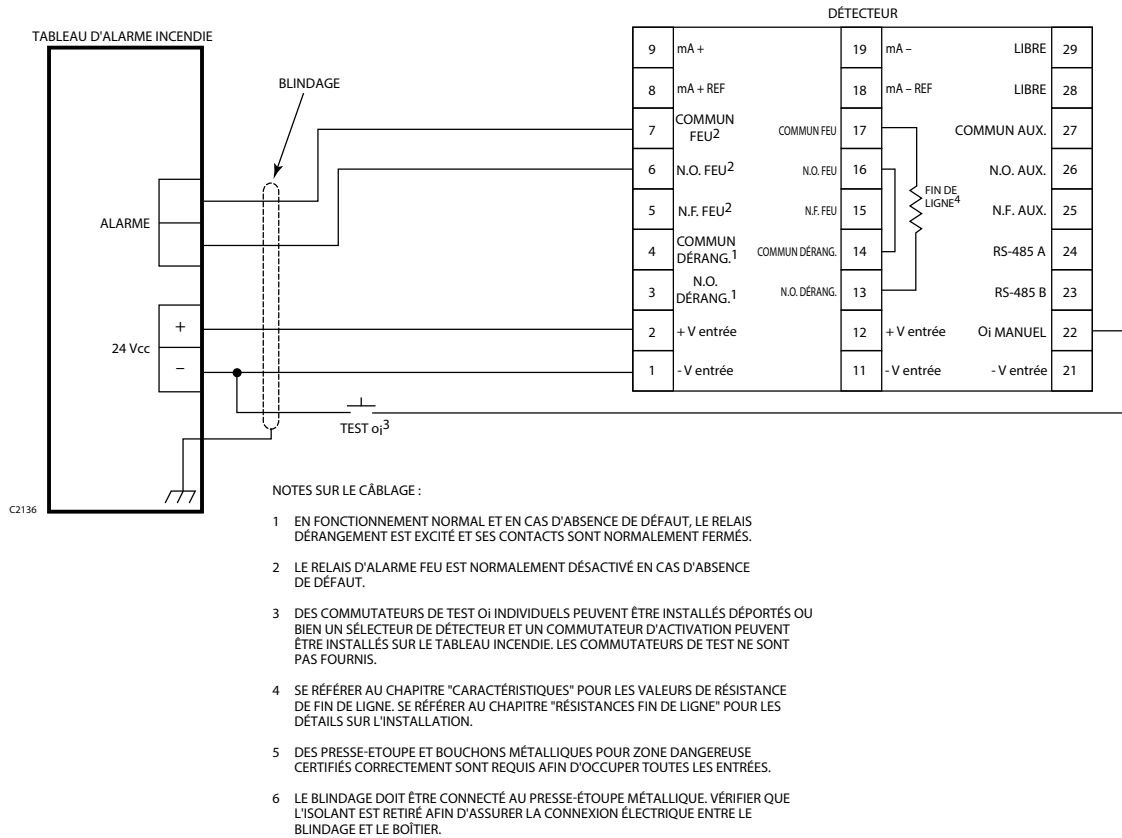 DÉTECTEUR
TABLEAU D'ALARME INCENDIE
BLINDAGE
ALARME
24 Vcc
+
–
TEST oi3
C2136
9 mA + 19 mA – LIBRE 29
8 mA + REF 18 mA – REF LIBRE 28
7 COMMUN FEU2 COMMUN FEU 17 COMMUN AUX. 27
6 N.O. FEU2 N.O. FEU 16 N.O. AUX. 26
5 N.F. FEU2 N.F. FEU 15 N.F. AUX. 25
4 COMMUN DÉRANG.1 COMMUN DÉRANG. 14 RS-485 A 24
3 N.O. DÉRANG.1 N.O. DÉRANG. 13 RS-485 B 23
2 + V entrée 12 + V entrée Oi MANUEL 22
1 - V entrée 11 - V entrée - V entrée 21
FIN DE
LIGNE4
NOTES SUR LE CÂBLAGE :
1 EN FONCTIONNEMENT NORMAL ET EN CAS D'ABSENCE DE DÉFAUT, LE RELAIS
DÉRANGEMENT EST EXCITÉ ET SES CONTACTS SONT NORMALEMENT FERMÉS.
2 LE RELAIS D'ALARME FEU EST NORMALEMENT DÉSACTIVÉ EN CAS D'ABSENCE
DE DÉFAUT.
3 DES COMMUTATEURS DE TEST Oi INDIVIDUELS PEUVENT ÊTRE INSTALLÉS DÉPORTÉS OU
BIEN UN SÉLECTEUR DE DÉTECTEUR ET UN COMMUTATEUR D'ACTIVATION PEUVENT
ÊTRE INSTALLÉS SUR LE TABLEAU INCENDIE. LES COMMUTATEURS DE TEST NE SONT
PAS FOURNIS.
4 SE RÉFÉRER AU CHAPITRE "CARACTÉRISTIQUES" POUR LES VALEURS DE RÉSISTANCE
DE FIN DE LIGNE. SE RÉFÉRER AU CHAPITRE "RÉSISTANCES FIN DE LIGNE" POUR LES
DÉTAILS SUR L'INSTALLATION.
5 DES PRESSE-ETOUPE ET BOUCHONS MÉTALLIQUES POUR ZONE DANGEREUSE
CERTIFIÉS CORRECTEMENT SONT REQUIS AFIN D'OCCUPER TOUTES LES ENTRÉES.
6 LE BLINDAGE DOIT ÊTRE CONNECTÉ AU PRESSE-ÉTOUPE MÉTALLIQUE. VÉRIFIER QUE
L'ISOLANT EST RETIRÉ AFIN D'ASSURER LA CONNEXION ÉLECTRIQUE ENTRE LE
BLINDAGE ET LE BOÎTIER.